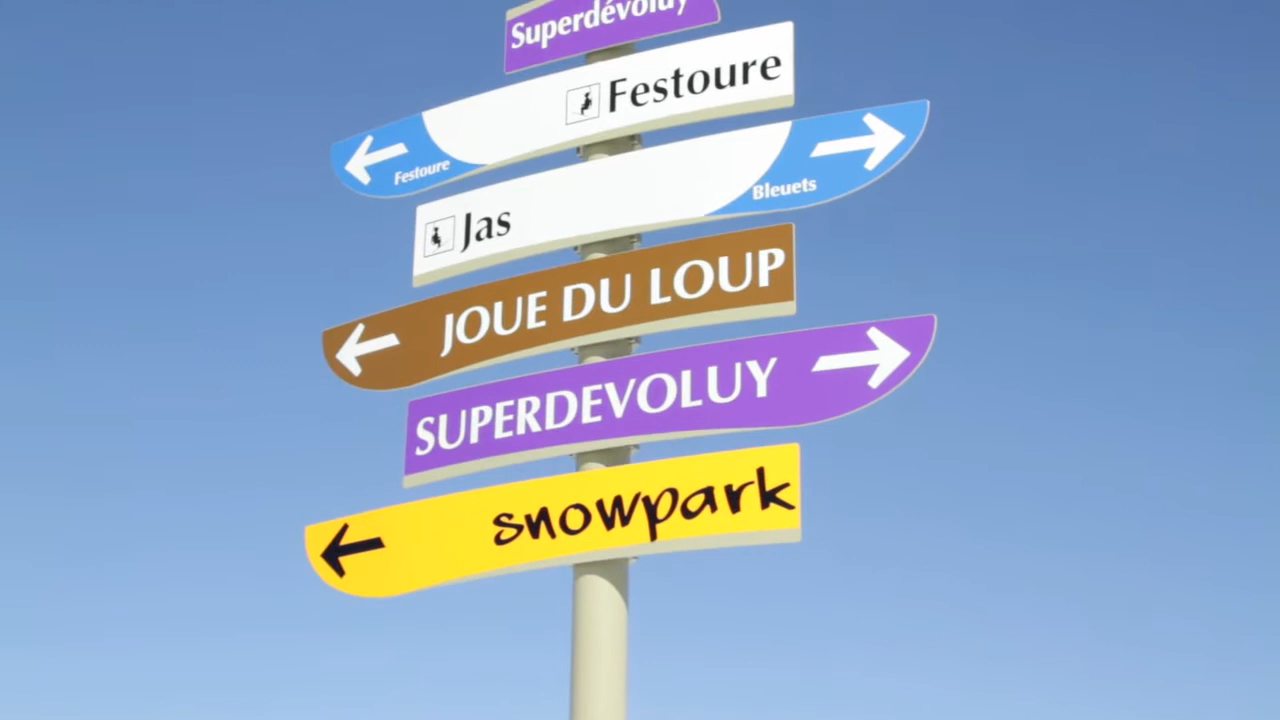 Superdévoluy
Festoure
Festoure
Jas
Bleuets
JOUE DU LOUP
SUPERDEVOLUY
snowpark